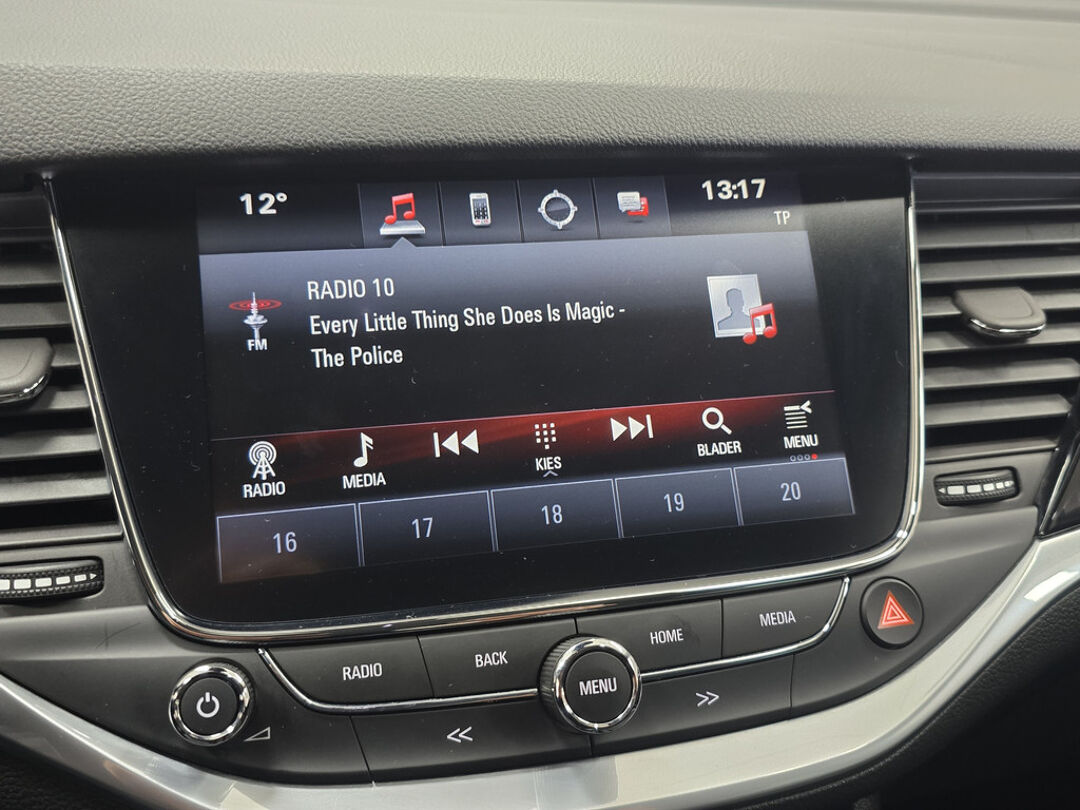 12°
13:17
TP
FM
RADIO 10
Every Little Thing She Does Is Magic -
The Police
RADIO
MEDIA
KIES
BLADER
MENU
16
17
18
19
20
RADIO
BACK
MENU
HOME
MEDIA